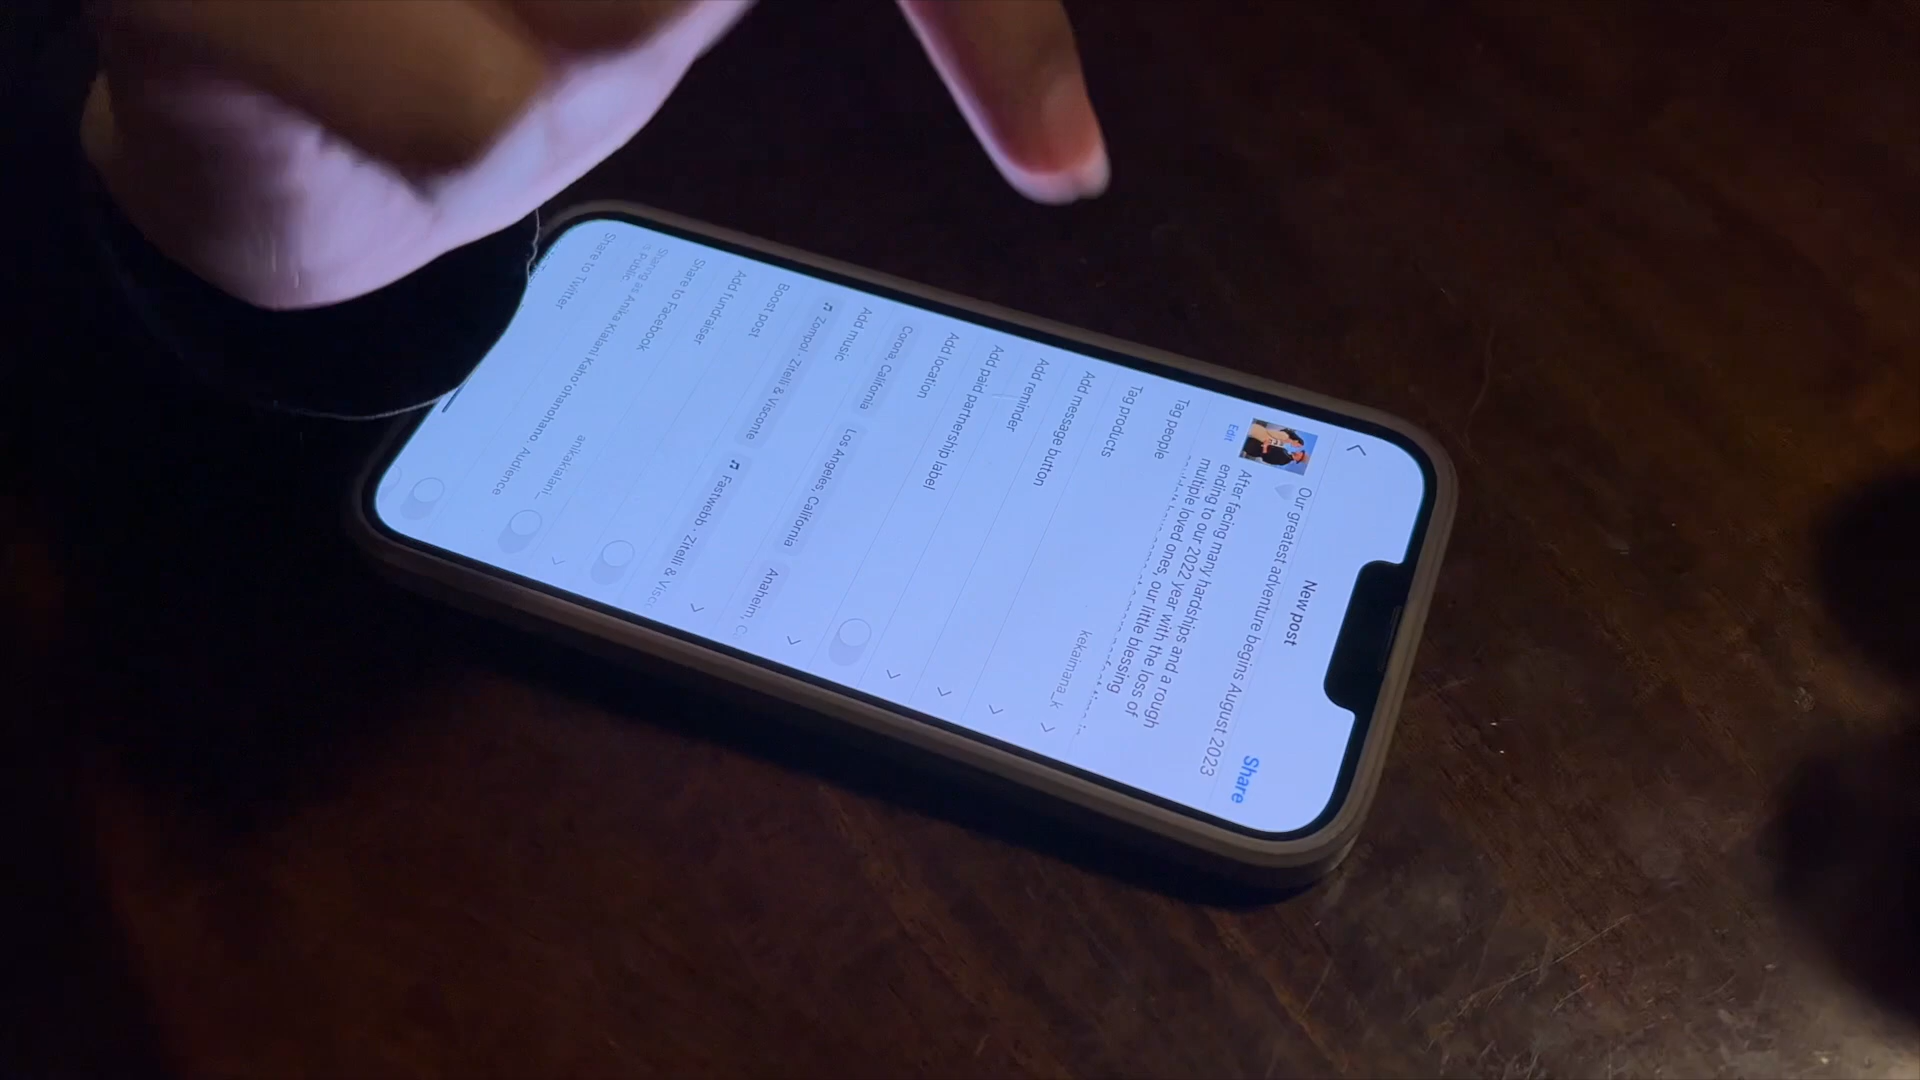 New post
Share
Our greatest adventure begins August 2023
After facing many hardships and a rough
ending to our 2022 year with the loss of
multiple loved ones, our little blessing
Edit
Tag people
kekaimana_k
Tag products
Add message button
Add reminder
Add paid partnership label
Add location
Corona, California
Los Angeles, California
Anaheim, C
Add music
Zompol · Zitelli & Visconte
Fastwebb · Zitelli & Visc
Boost post
Add fundraiser
Share to Facebook
anikakialani_
Sharing as Anika Kialani Kaho'ohanohano. Audience
is Public
Share to Twitter